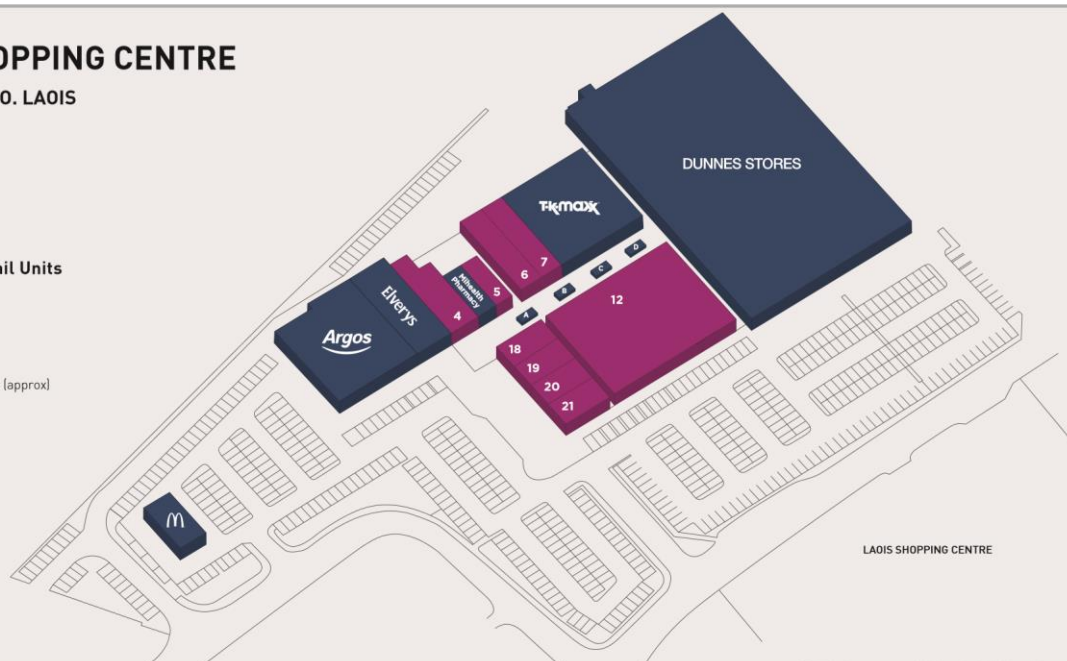 OPPING CENTRE
O. LAOIS
ail Units
(approx)
DUNNES STORES
TK-maxx
7
6
5
Mihealth
Pharmacy
4
Elverys
Argos
D
C
B
A
12
18
19
20
21
M
LAOIS SHOPPING CENTRE